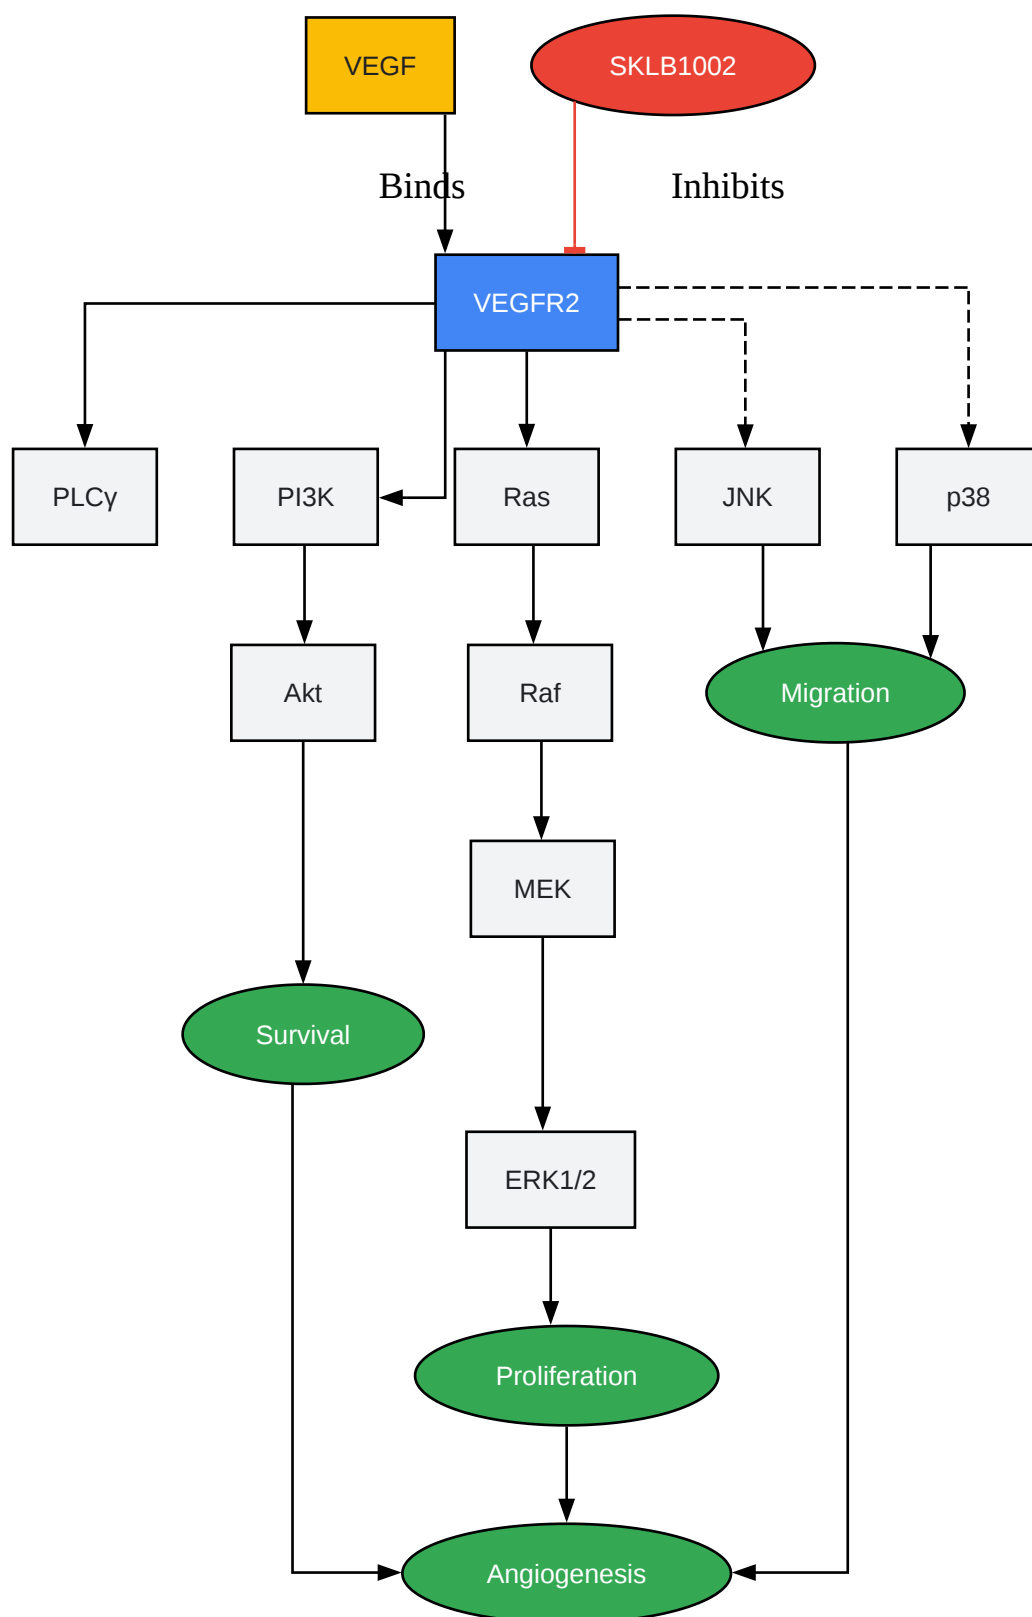 VEGF
SKLB1002
Binds
Inhibits
VEGFR2
PLCγ
PI3K
Ras
JNK
p38
Akt
Raf
Migration
MEK
Survival
ERK1/2
Proliferation
Angiogenesis